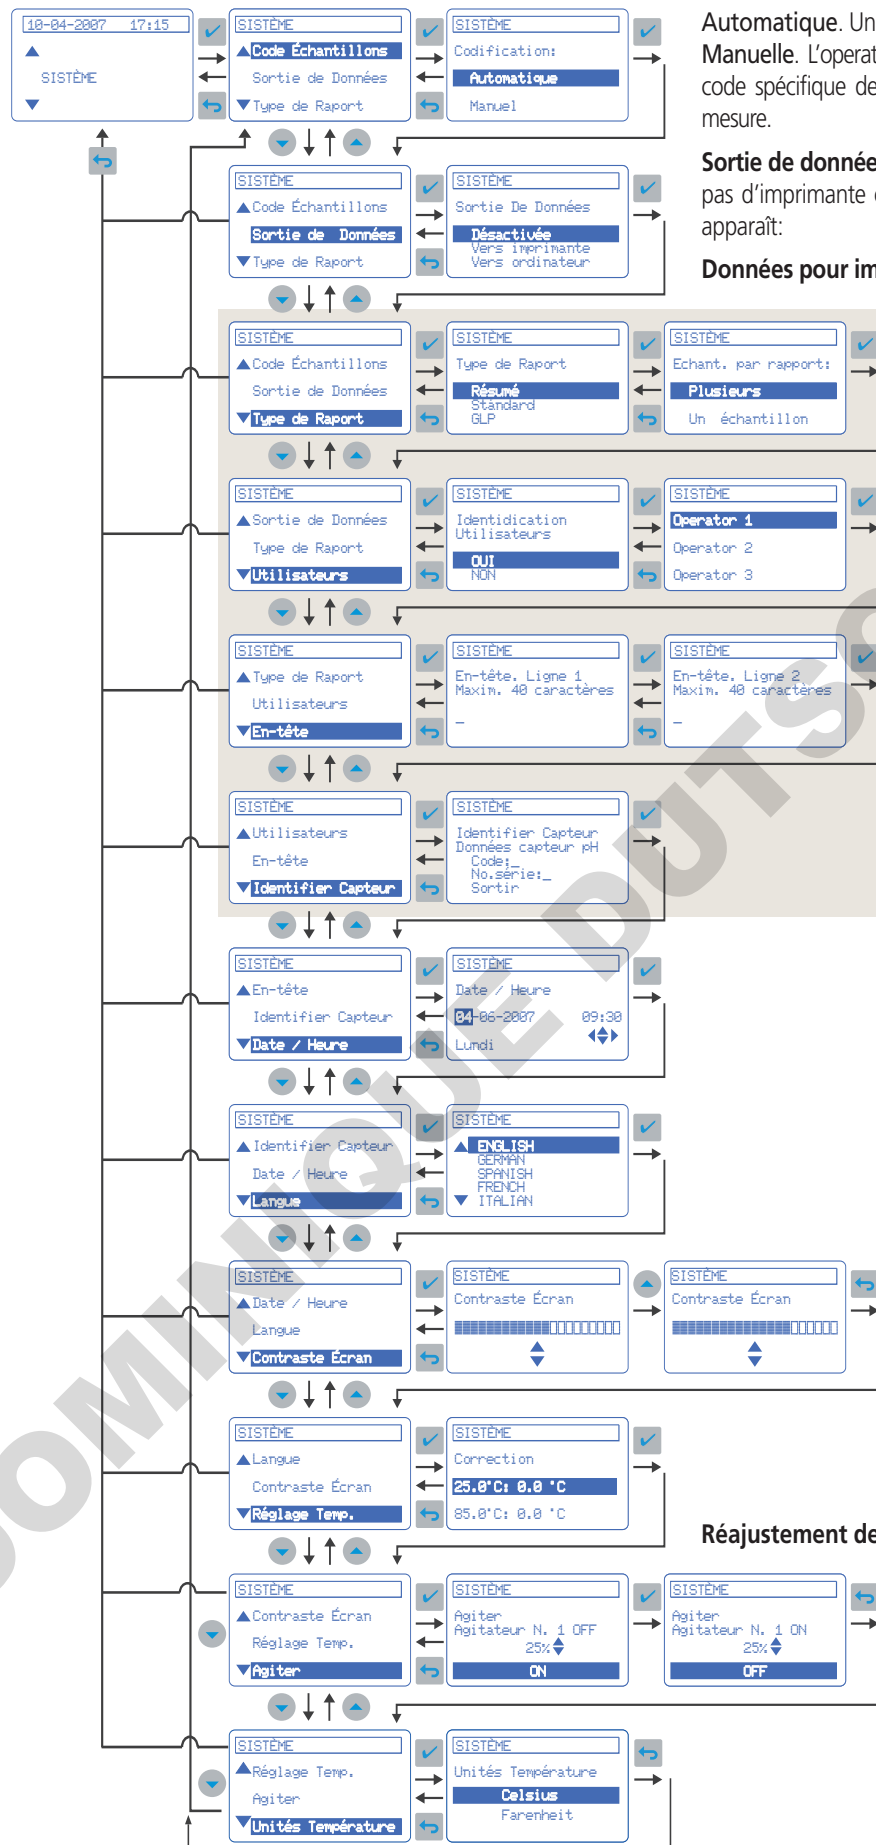 10-04-2007 17:15
SISTÈME
SISTÈME
Code Échantillons
Sortie de Données
Type de Raport
SISTÈME
Codification:
Automatique
Manuel
Automatique. Un
Manuelle. L'operat
code spécifique de
mesure.
Sortie de donnée
pas d'imprimante
apparaît:
Données pour im
SISTÈME
Code Échantillons
Sortie de Données
Type de Raport
SISTÈME
Sortie De Données
Désactivée
Vers imprimante
Vers ordinateur
SISTÈME
Code Échantillons
Sortie de Données
Type de Raport
SISTÈME
Type de Raport
Résumé
Standard
GLP
SISTÈME
Echant. par rapport:
Plusieurs
Un échantillon
SISTÈME
Sortie de Données
Type de Raport
Utilisateurs
SISTÈME
Identidication
Utilisateurs
OUI
NON
SISTÈME
Operator 1
Operator 2
Operator 3
SISTÈME
Type de Raport
Utilisateurs
En-tête
SISTÈME
En-tête. Ligne 1
Maxim. 40 caractères
_
SISTÈME
En-tête. Ligne 2
Maxim. 40 caractères
_
SISTÈME
Utilisateurs
En-tête
Identifier Capteur
SISTÈME
Identifier Capteur
Données capteur pH
Code:_
No.série:_
Sortir
SISTÈME
En-tête
Identifier Capteur
Date / Heure
SISTÈME
Date / Heure
04-06-2007 09:30
Lundi
SISTÈME
Identifier Capteur
Date / Heure
Langue
SISTÈME
ENGLISH
GERMAN
SPANISH
FRENCH
ITALIAN
SISTÈME
Date / Heure
Langue
Contraste Écran
SISTÈME
Contraste Écran
SISTÈME
Contraste Écran
SISTÈME
Langue
Contraste Écran
Réglage Temp.
SISTÈME
Correction
25.0°C: 0.0 °C
85.0°C: 0.0 °C
Réajustement de
SISTÈME
Contraste Écran
Réglage Temp.
Agiter
SISTÈME
Agiter
Agitateur N. 1 OFF
25%
ON
SISTÈME
Agiter
Agitateur N. 1 ON
25%
OFF
SISTÈME
Réglage Temp.
Agiter
Unités Température
SISTÈME
Unités Température
Celsius
Farenheit
DOMINIQUE DUTSC